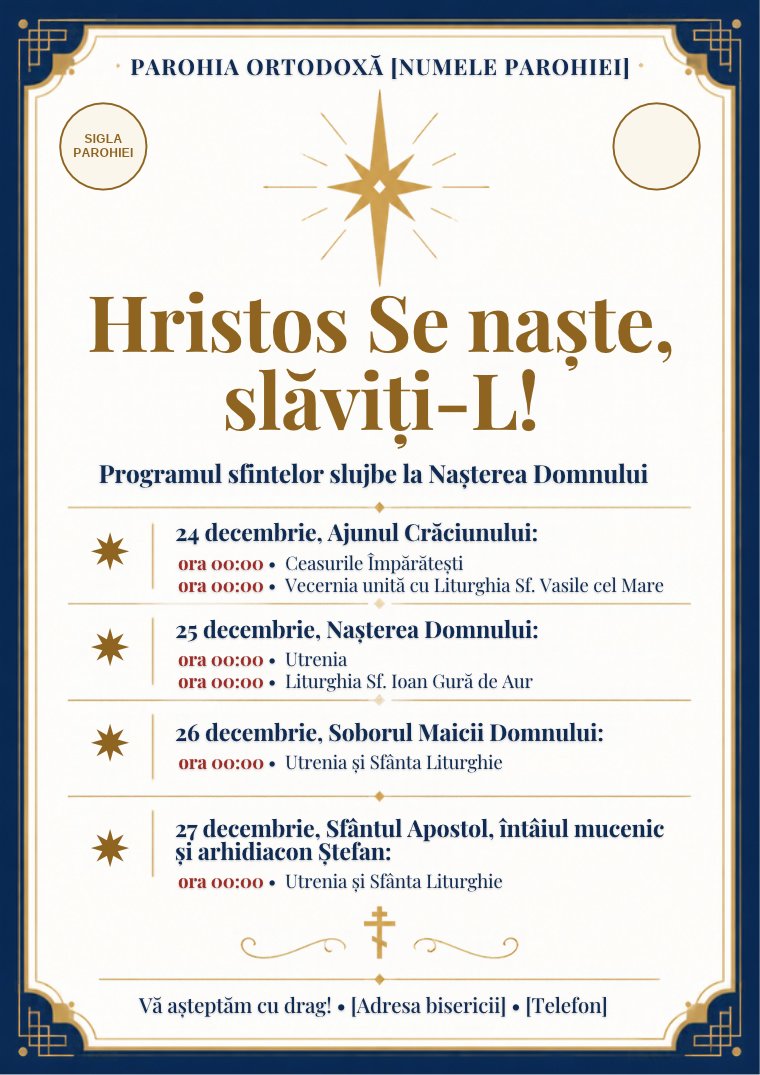 PAROHIA ORTODOXĂ [NUMELE PAROHIEI]
SIGLA
PAROHIEI
Hristos Se naște,
slăviți-L!
Programul sfintelor slujbe la Nașterea Domnului
24 decembrie, Ajunul Crăciunului:
ora 00:00 • Ceasurile Împărătești
ora 00:00 • Vecernia unită cu Liturghia Sf. Vasile cel Mare
25 decembrie, Nașterea Domnului:
ora 00:00 • Utrenia
ora 00:00 • Liturghia Sf. Ioan Gură de Aur
26 decembrie, Soborul Maicii Domnului:
ora 00:00 • Utrenia și Sfânta Liturghie
27 decembrie, Sfântul Apostol, întâiul mucenic
și arhidiacon Ștefan:
ora 00:00 • Utrenia și Sfânta Liturghie
Vă așteptăm cu drag! • [Adresa bisericii] • [Telefon]